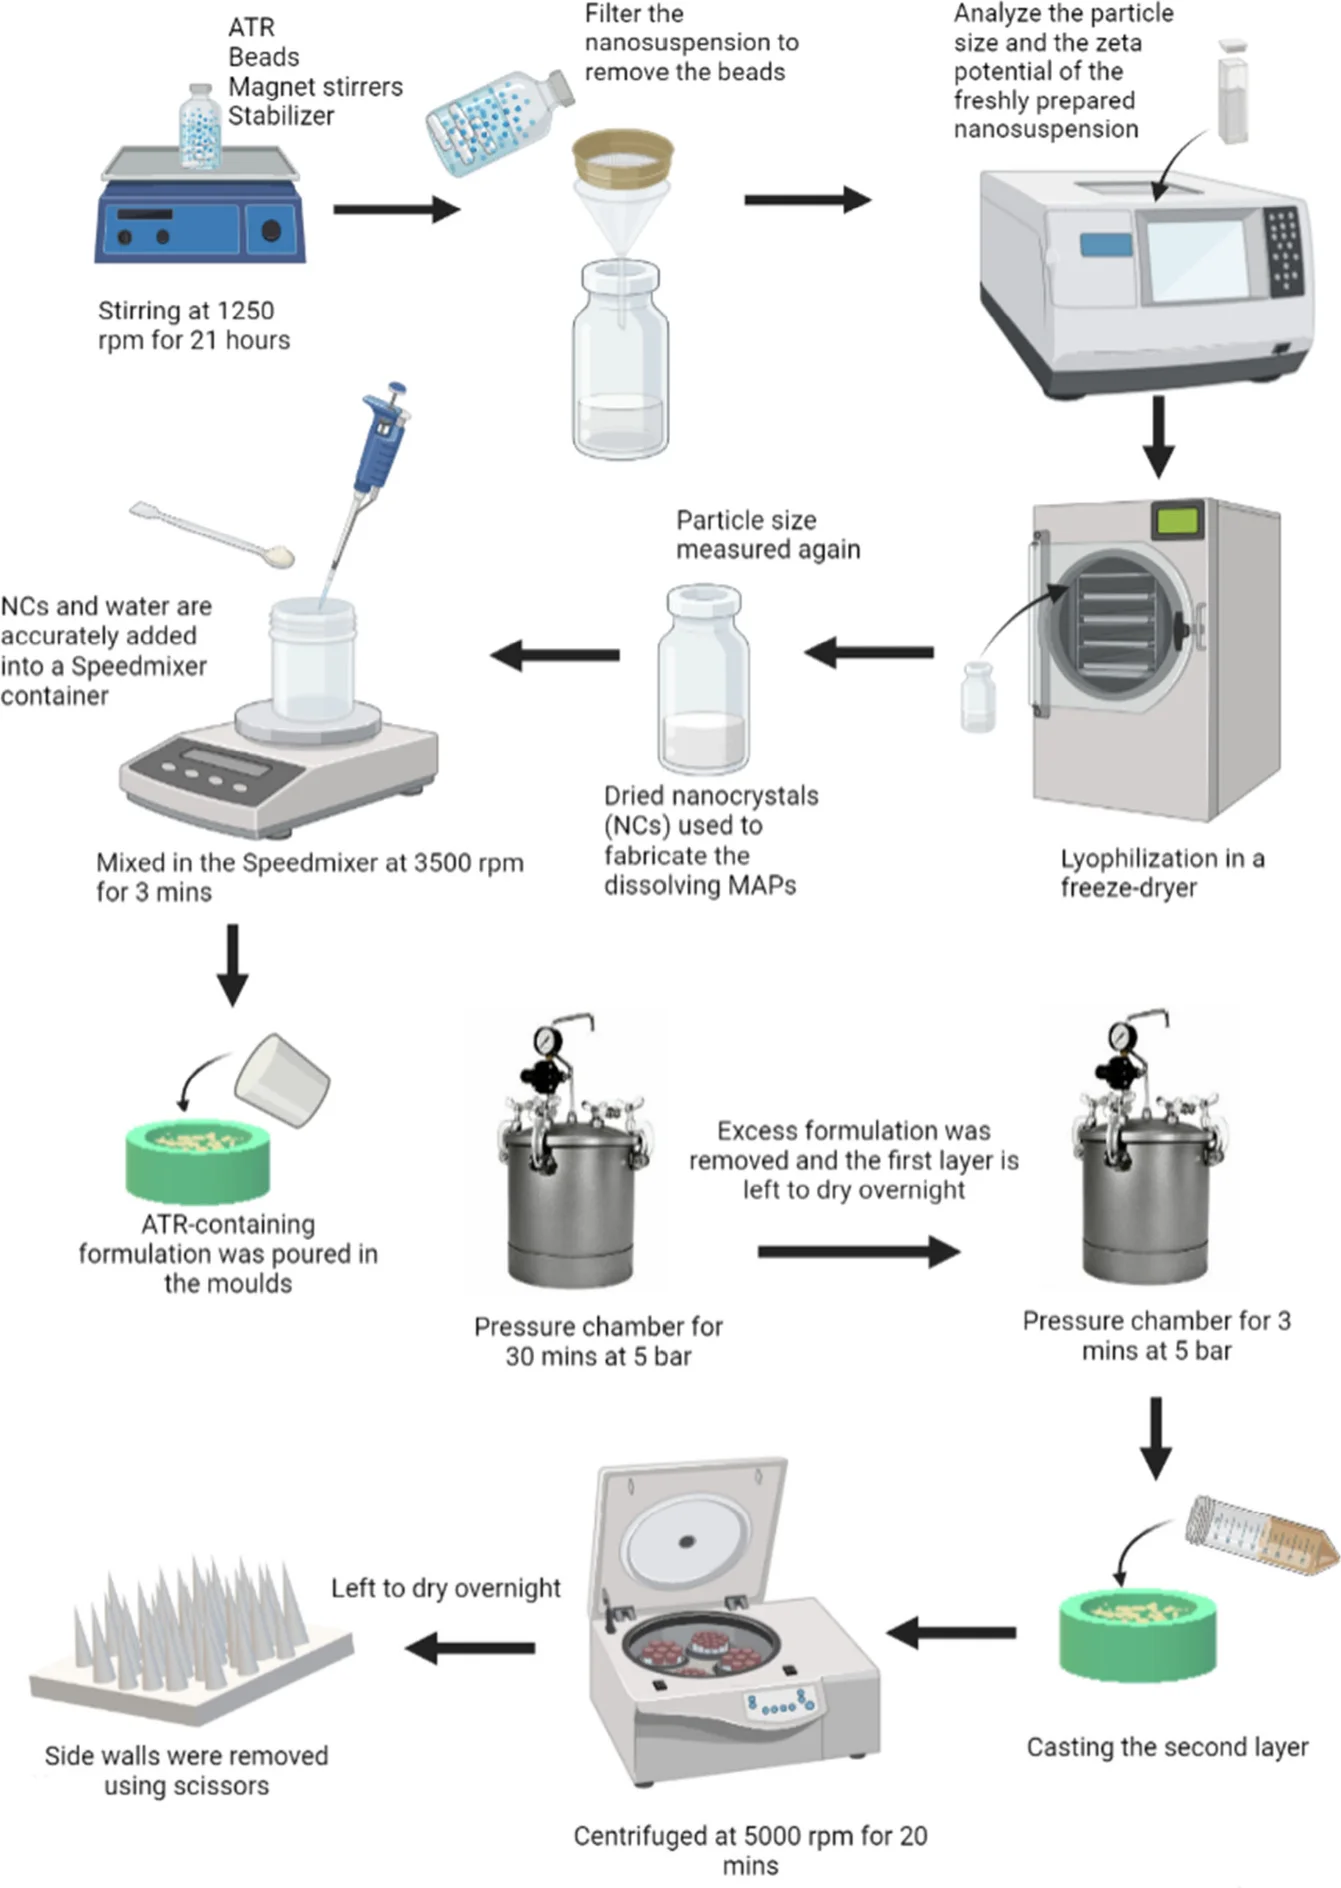 ATR
Beads
Magnet stirrers
Stabilizer
Stirring at 1250
rpm for 21 hours
Filter the
nanosuspension to
remove the beads
Analyze the particle
size and the zeta
potential of the
freshly prepared
nanosuspension
Lyophilization in a
freeze-dryer
Particle size
measured again
Dried nanocrystals
(NCs) used to
fabricate the
dissolving MAPs
NCs and water are
accurately added
into a Speedmixer
container
Mixed in the Speedmixer at 3500 rpm
for 3 mins
ATR-containing
formulation was poured in
the moulds
Pressure chamber for
30 mins at 5 bar
Excess formulation was
removed and the first layer is
left to dry overnight
Pressure chamber for 3
mins at 5 bar
Casting the second layer
Centrifuged at 5000 rpm for 20
mins
Left to dry overnight
Side walls were removed
using scissors